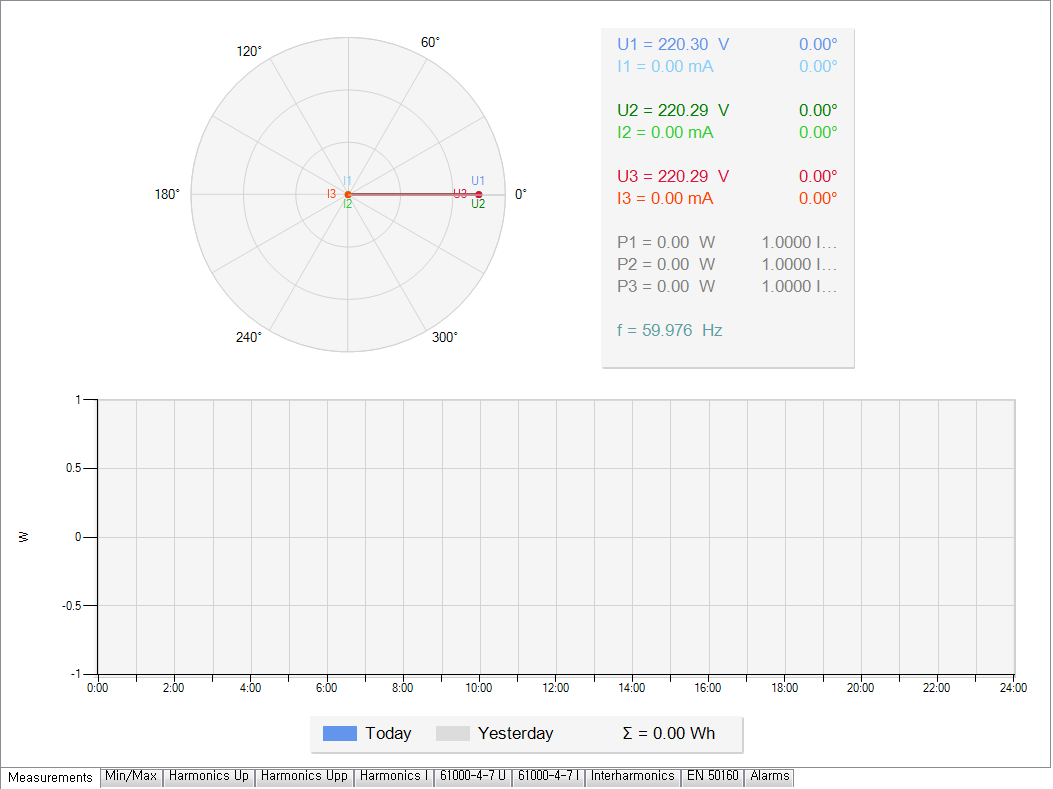 120°
60°
180°
0°
240°
300°
I1
I3
I2
U1
U3
U2
U1 = 220.30 V 0.00°
I1 = 0.00 mA 0.00°
U2 = 220.29 V 0.00°
I2 = 0.00 mA 0.00°
U3 = 220.29 V 0.00°
I3 = 0.00 mA 0.00°
P1 = 0.00 W 1.0000 I…
P2 = 0.00 W 1.0000 I…
P3 = 0.00 W 1.0000 I…
f = 59.976 Hz
W
1
0.5
0
-0.5
-1
0:00 2:00 4:00 6:00 8:00 10:00 12:00 14:00 16:00 18:00 20:00 22:00 24:00
Today Yesterday Σ = 0.00 Wh
Measurements Min/Max Harmonics Up Harmonics Upp Harmonics I 61000-4-7 U 61000-4-7 I Interharmonics EN 50160 Alarms